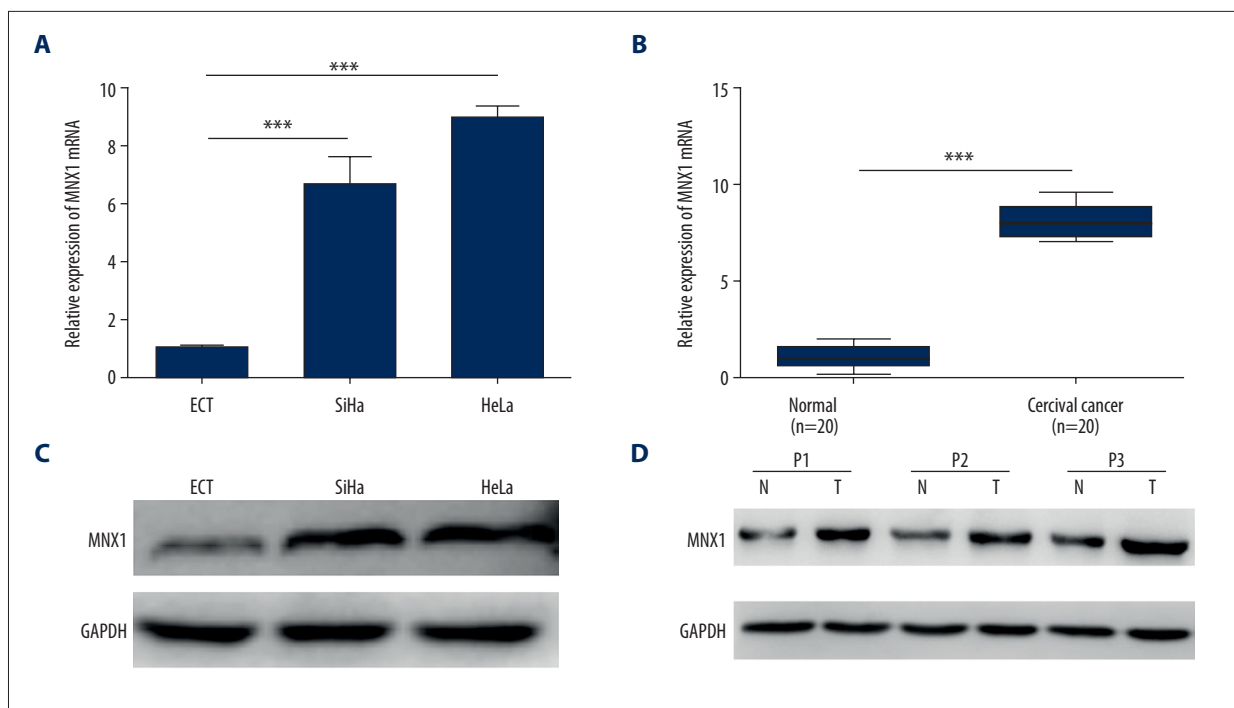 A
Relative expression of MNX1 mRNA
10
8
6
4
2
0
***
***
ECT SiHa HeLa
B
Relative expression of MNX1 mRNA
15
10
5
0
***
Normal Cercival cancer
(n=20) (n=20)
C
ECT SiHa HeLa
MNX1
GAPDH
D
P1 P2 P3
N T N T N T
MNX1
GAPDH